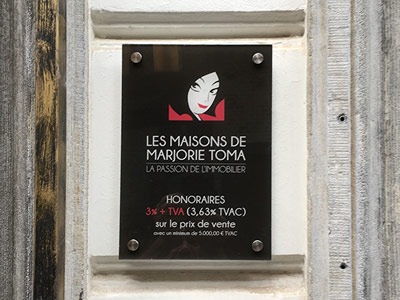 LES MAISONS DE
MARJORIE TOMA
LA PASSION DE L'IMMOBILIER
HONORAIRES
3% + TVA (3,63% TVAC)
sur le prix de vente
avec un minimum de 5.000,00 € TVAC